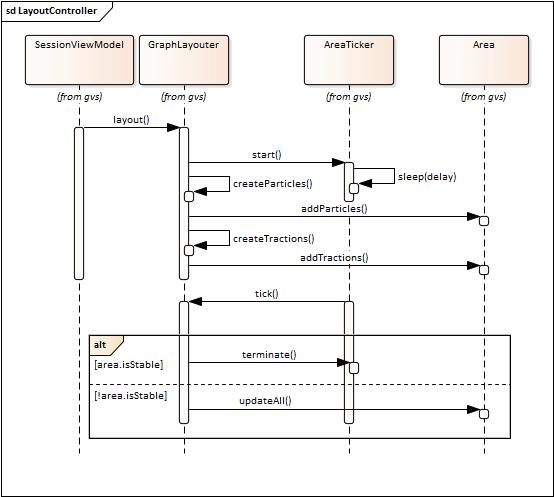 sd LayoutController
SessionViewModel GraphLayouter AreaTicker Area
(from gvs) (from gvs) (from gvs) (from gvs)
layout()
start()
sleep(delay)
createParticles()
addParticles()
createTractions()
addTractions()
tick()
alt
[area.isStable] terminate()
[!area.isStable] updateAll()